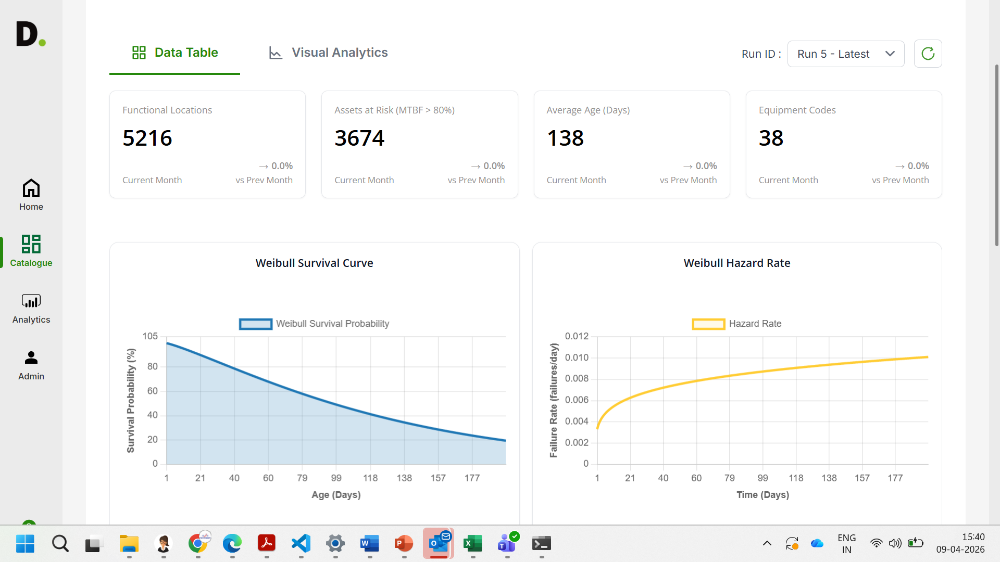 D.
Data Table
Visual Analytics
Run ID :
Run 5 - Latest
Functional Locations
5216
→ 0.0%
Current Month
vs Prev Month
Assets at Risk (MTBF > 80%)
3674
→ 0.0%
Current Month
vs Prev Month
Average Age (Days)
138
→ 0.0%
Current Month
vs Prev Month
Equipment Codes
38
→ 0.0%
Current Month
vs Prev Month
Home
Catalogue
Analytics
Admin
Weibull Survival Curve
Weibull Survival Probability
Survival Probability (%)
105
80
60
40
20
0
1 21 40 60 79 99 118 138 157 177
Age (Days)
Weibull Hazard Rate
Hazard Rate
Failure Rate (failures/day)
0.012
0.010
0.008
0.006
0.004
0.002
0
1 21 40 60 79 99 118 138 157 177
Time (Days)
W
P
O
X
T
ENG
IN
15:40
09-04-2026